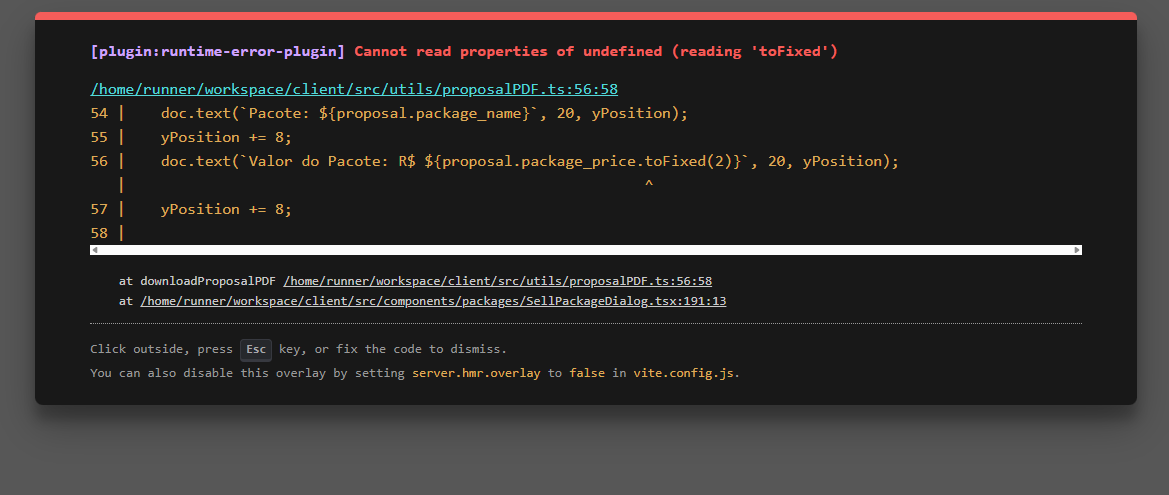 [plugin:runtime-error-plugin] Cannot read properties of undefined (reading 'toFixed')
/home/runner/workspace/client/src/utils/proposalPDF.ts:56:58
54 |    doc.text(`Pacote: ${proposal.package_name}`, 20, yPosition);
55 |    yPosition += 8;
56 |    doc.text(`Valor do Pacote: R$ ${proposal.package_price.toFixed(2)}`, 20, yPosition);
   |                                                           ^
57 |    yPosition += 8;
58 |
at downloadProposalPDF /home/runner/workspace/client/src/utils/proposalPDF.ts:56:58
at /home/runner/workspace/client/src/components/packages/SellPackageDialog.tsx:191:13
Click outside, press Esc key, or fix the code to dismiss.
You can also disable this overlay by setting server.hmr.overlay to false in vite.config.js.